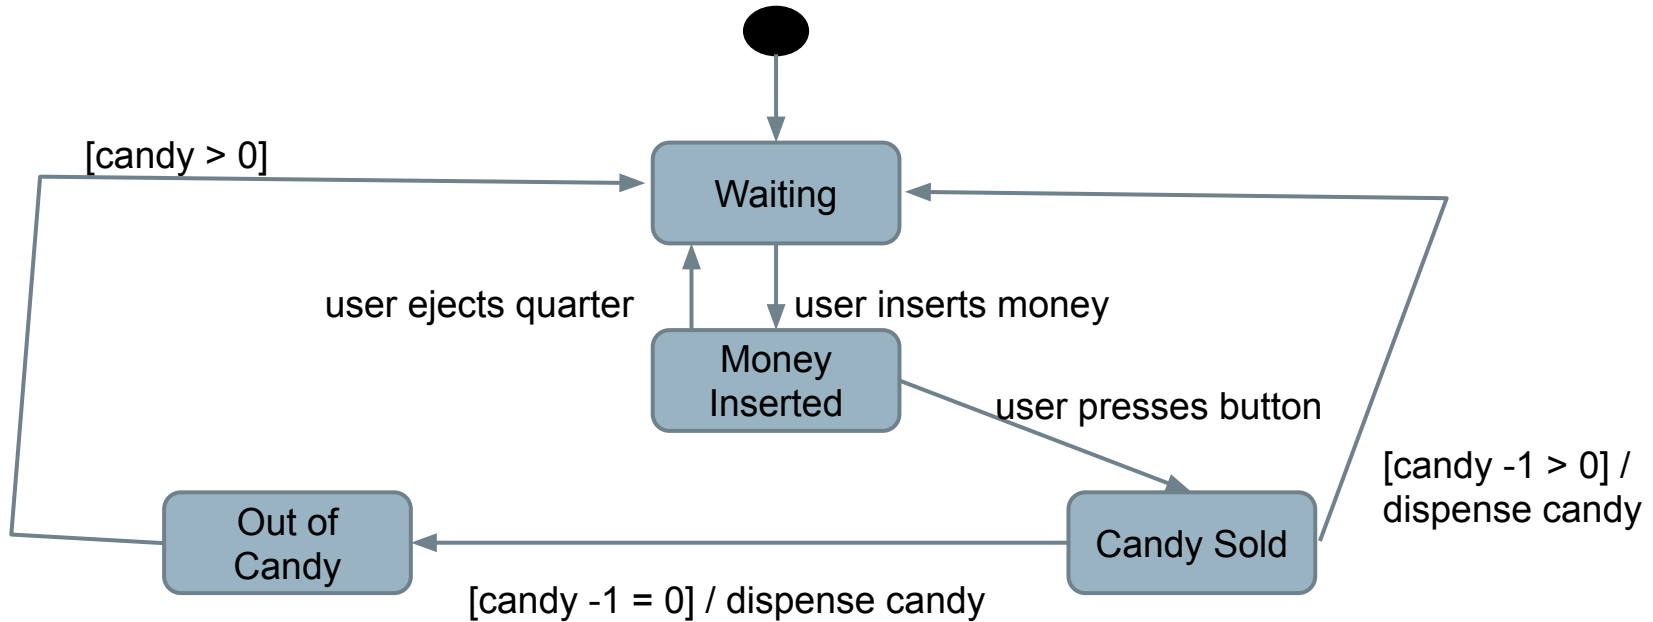 [candy > 0]
Waiting
user ejects quarter
user inserts money
Money
Inserted
user presses button
[candy -1 > 0] /
dispense candy
Out of
Candy
Candy Sold
[candy -1 = 0] / dispense candy